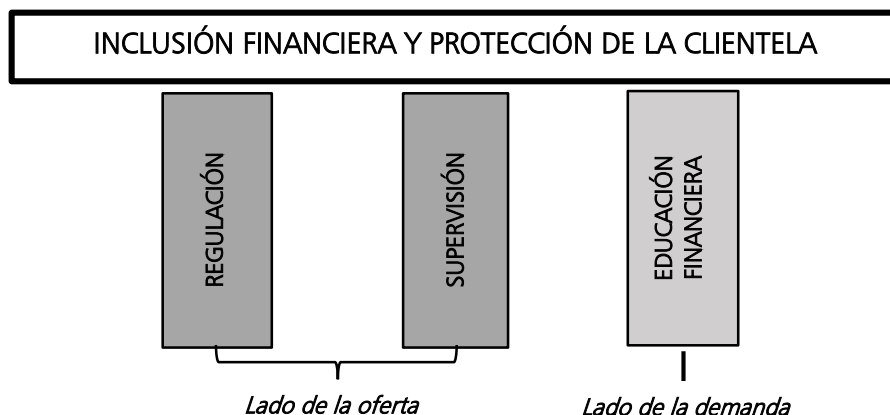 INCLUSIÓN FINANCIERA Y PROTECCIÓN DE LA CLIENTELA
REGULACIÓN
SUPERVISIÓN
EDUCACIÓN
FINANCIERA
Lado de la oferta
Lado de la demanda